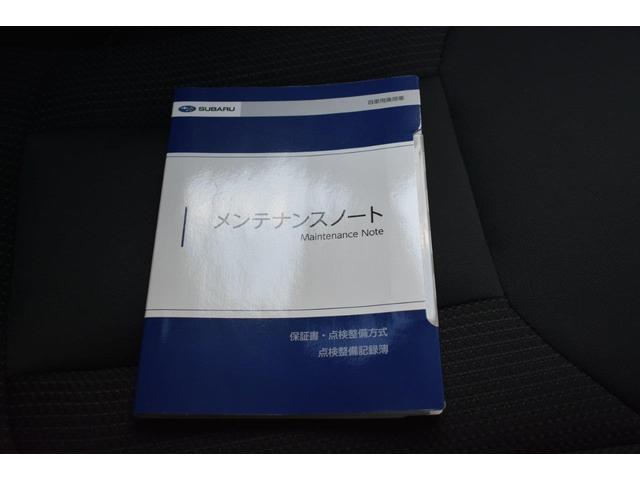 SUBARU
自家用乗用車
メンテナンスノート
Maintenance Note
保証書・点検整備方式
点検整備記録簿